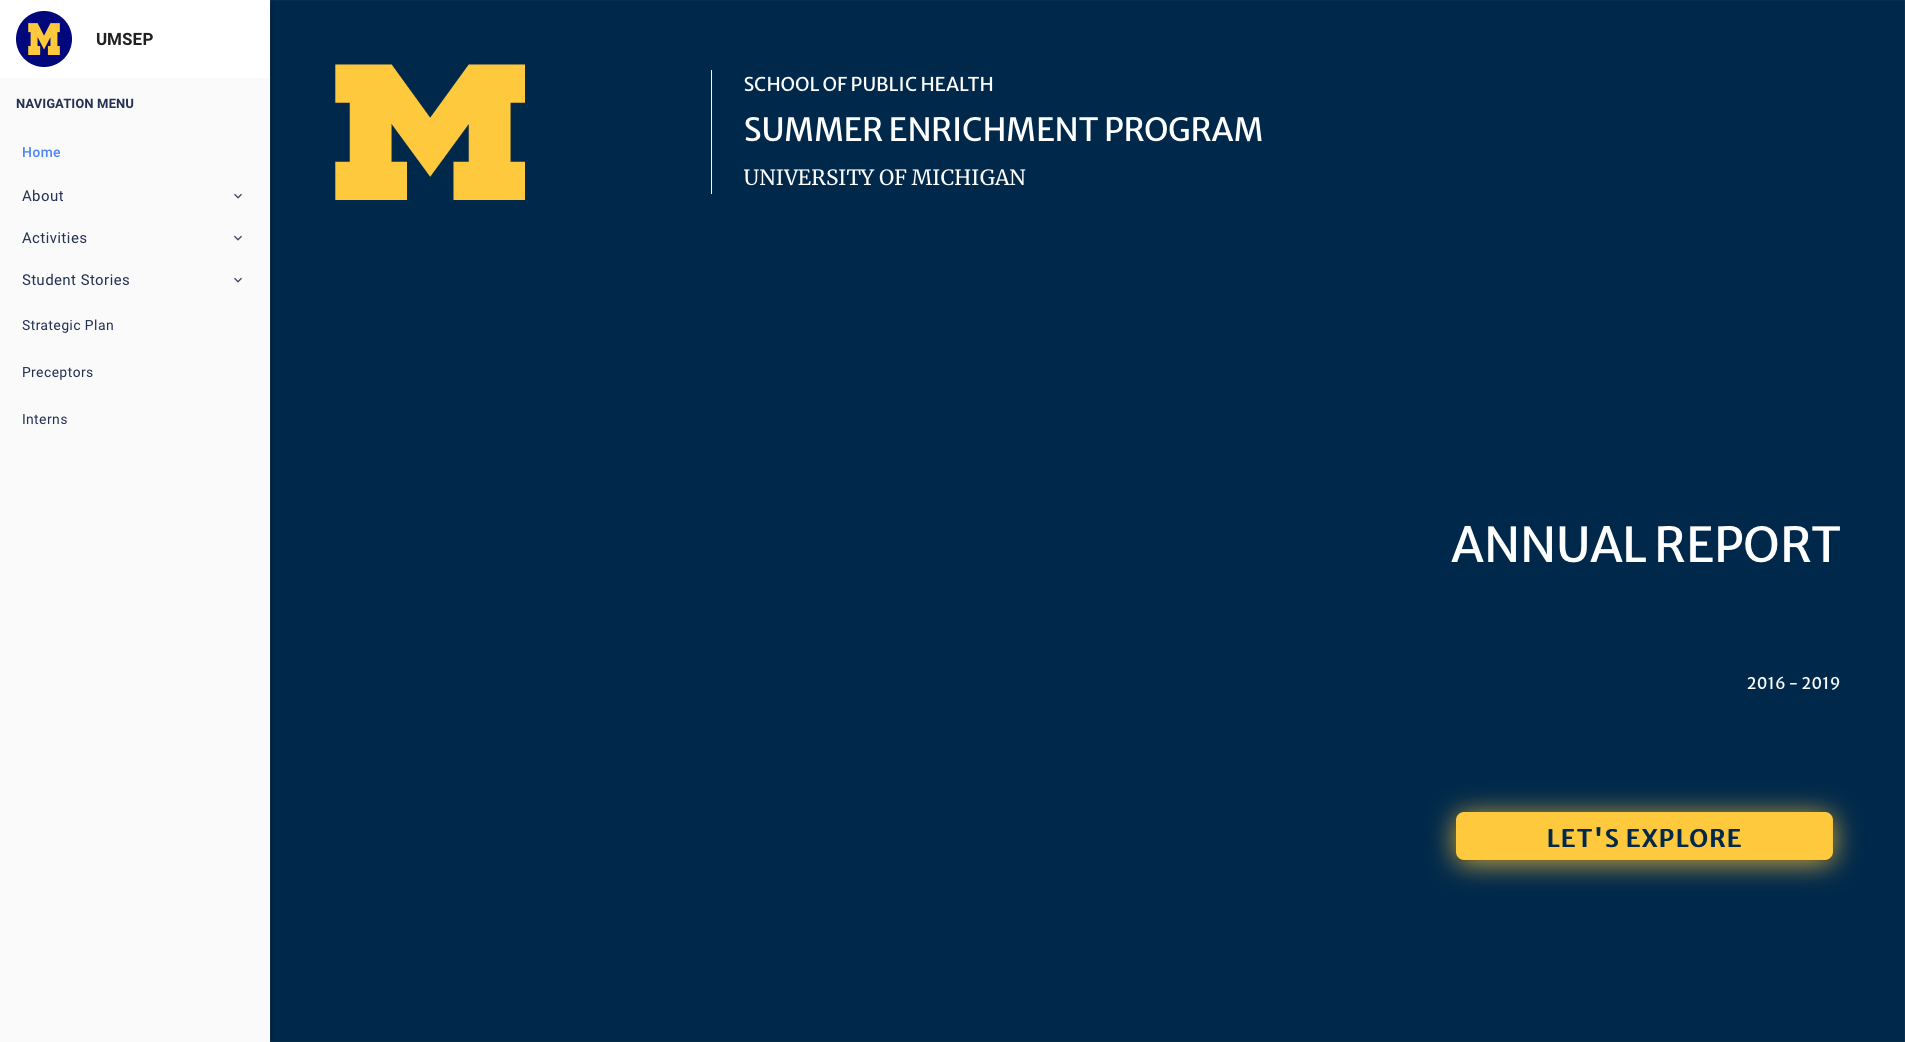 M
UMSEP
NAVIGATION MENU
Home
About
Activities
Student Stories
Strategic Plan
Preceptors
Interns
M
SCHOOL OF PUBLIC HEALTH
SUMMER ENRICHMENT PROGRAM
UNIVERSITY OF MICHIGAN
ANNUAL REPORT
2016 - 2019
LET'S EXPLORE